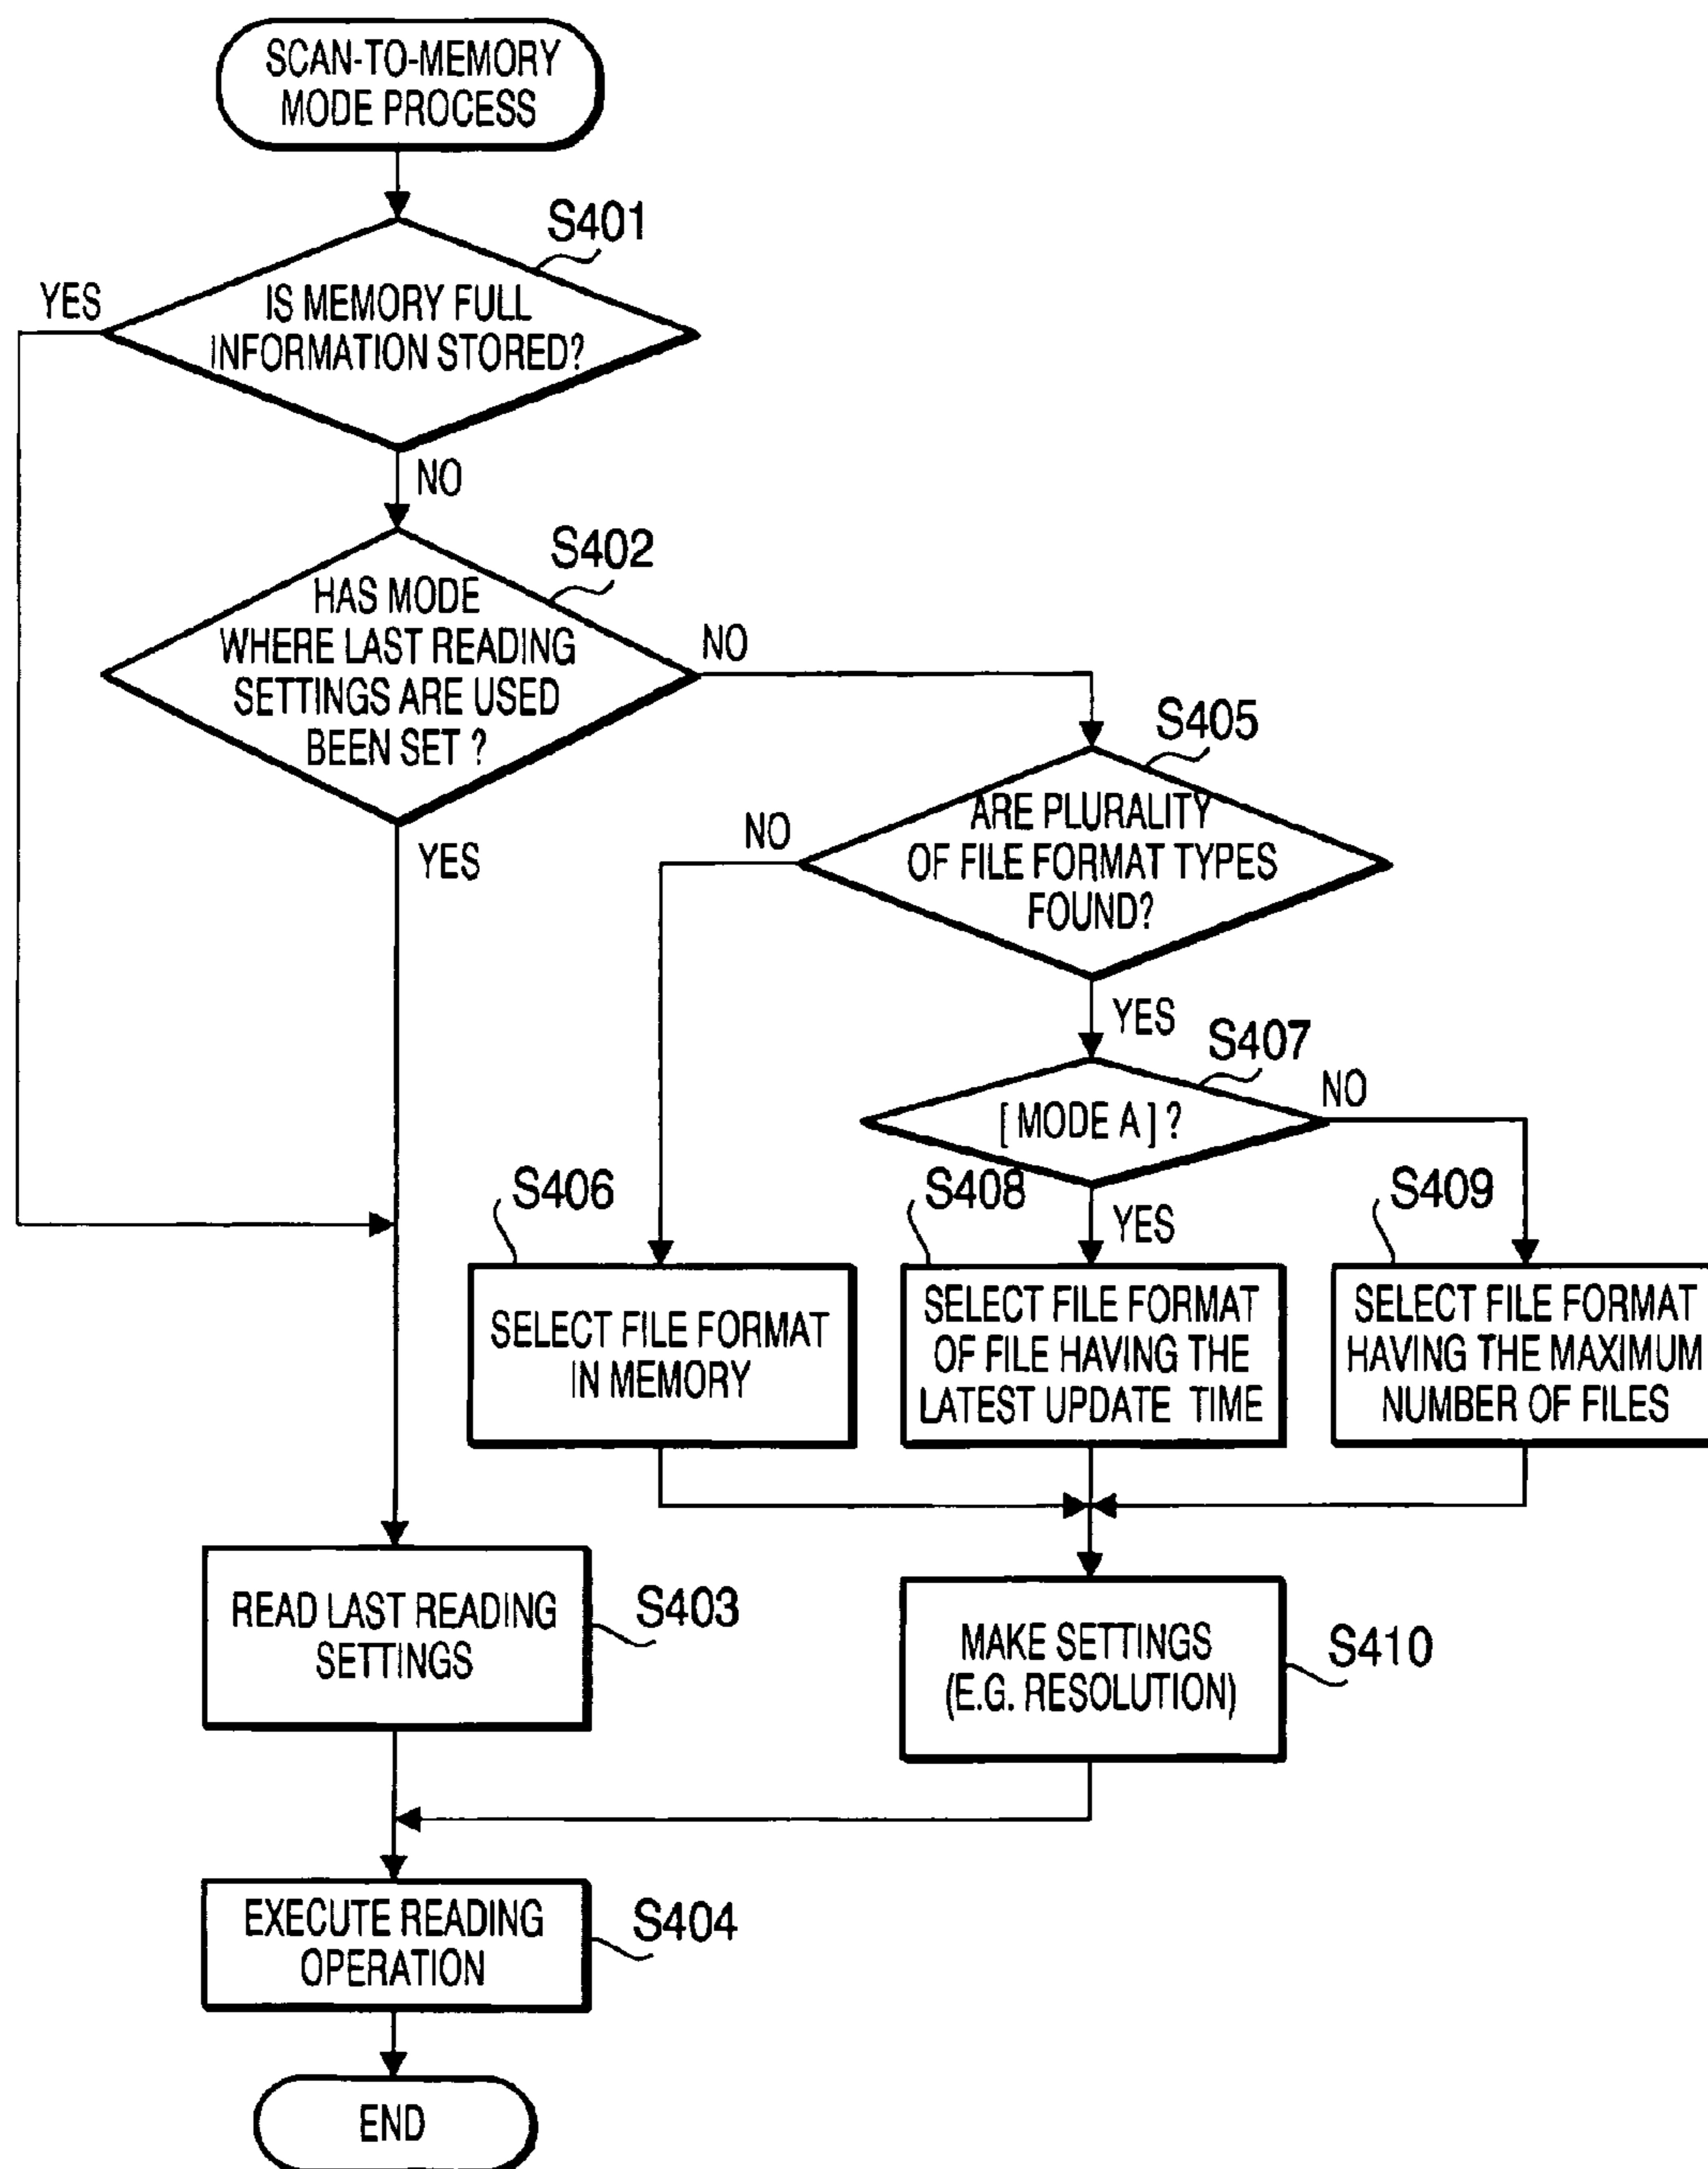 SCAN-TO-MEMORY
MODE PROCESS
S401
YES
IS MEMORY FULL
INFORMATION STORED?
NO
S402
HAS MODE
WHERE LAST READING
SETTINGS ARE USED
BEEN SET ?
NO
YES
S405
ARE PLURALITY
OF FILE FORMAT TYPES
FOUND?
NO
YES
S407
[ MODE A ] ?
NO
YES
S406
SELECT FILE FORMAT
IN MEMORY
S408
SELECT FILE FORMAT
OF FILE HAVING THE
LATEST UPDATE TIME
S409
SELECT FILE FORMAT
HAVING THE MAXIMUM
NUMBER OF FILES
READ LAST READING
SETTINGS
S403
MAKE SETTINGS
(E.G. RESOLUTION)
S410
EXECUTE READING
OPERATION
S404
END